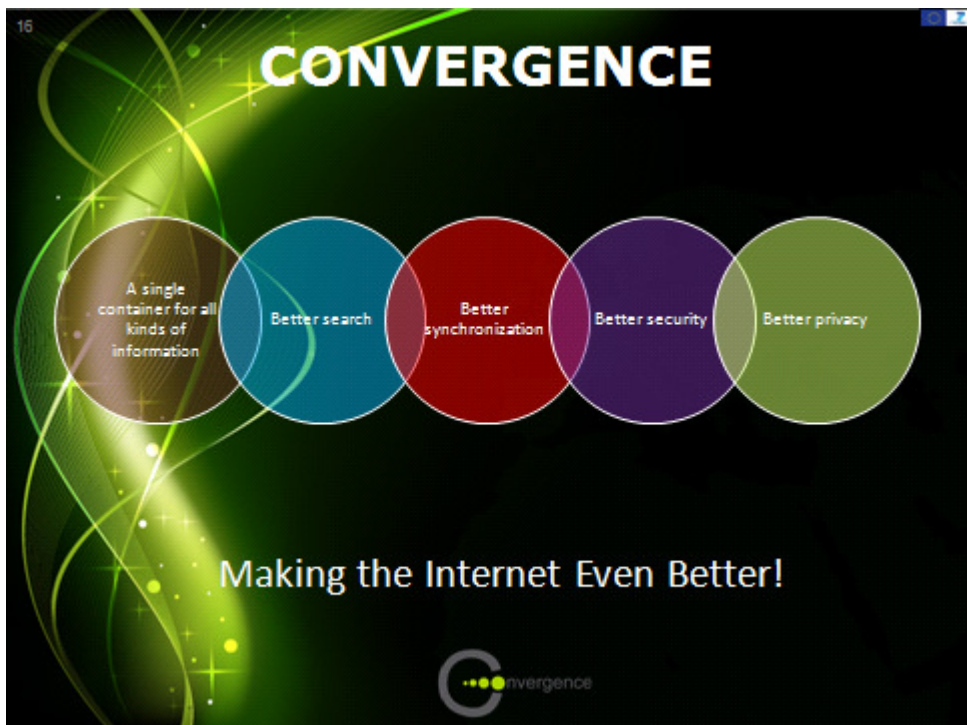 16
CONVERGENCE
A single
container for all
kinds of
information
Better search
Better
synchronization
Better security
Better privacy
Making the Internet Even Better!
Convergence